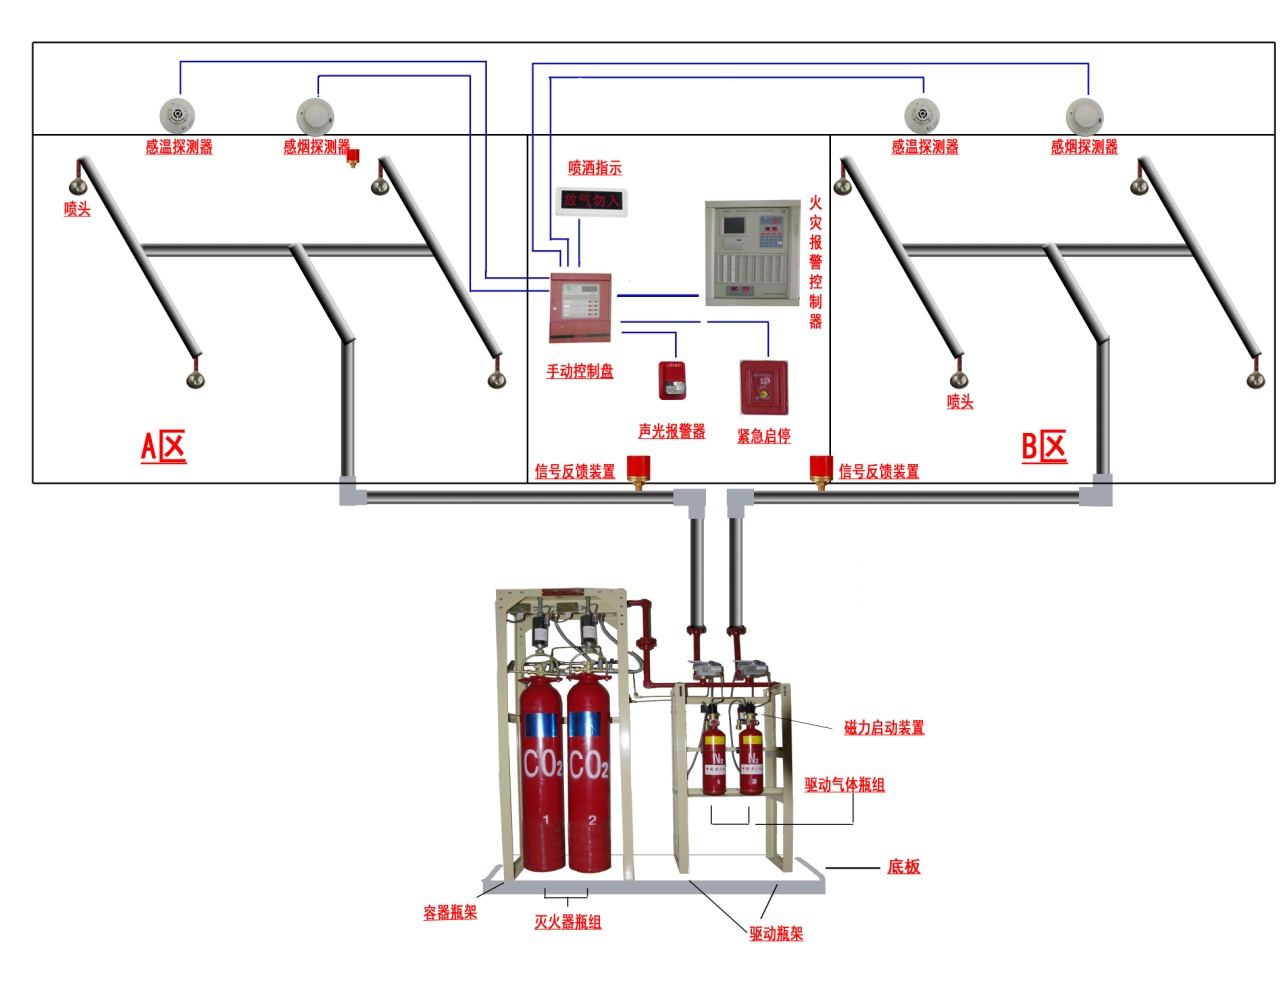 感温探测器
感烟探测器
感温探测器
感烟探测器
喷头
喷洒指示
放气勿入
火灾报警控制器
手动控制盘
声光报警器
紧急启停
喷头
A区
B区
信号反馈装置
信号反馈装置
CO₂
CO₂
1
2
N₂
N₂
1
2
磁力启动装置
驱动气体瓶组
底板
容器瓶架
灭火器瓶组
驱动瓶架